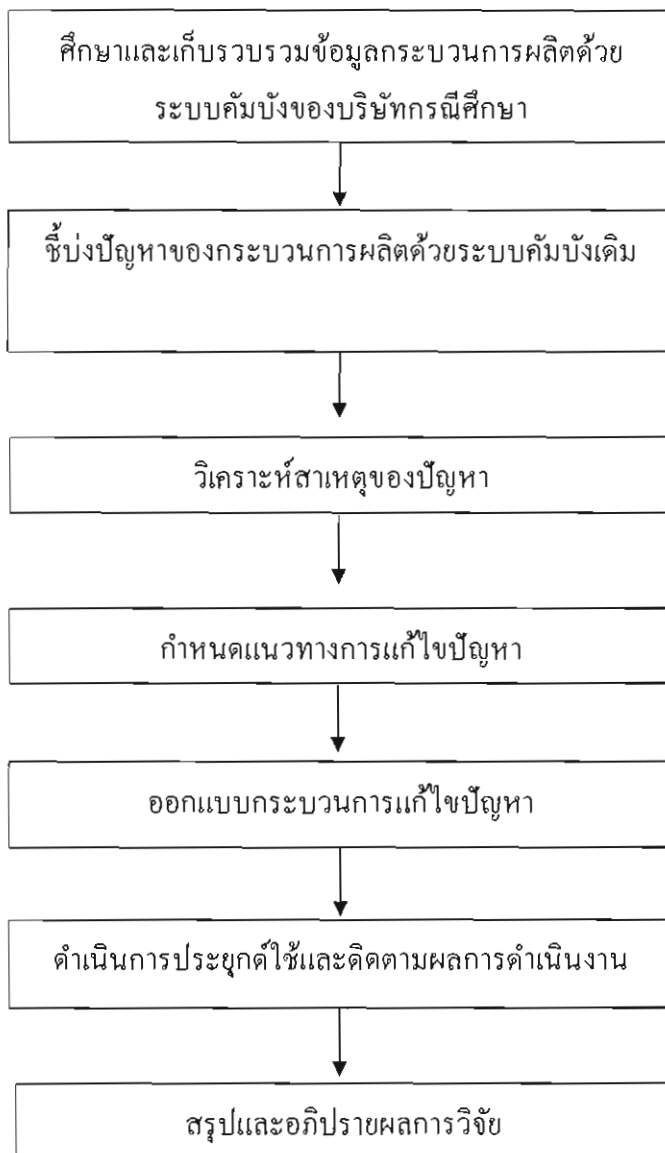 ศึกษาและเก็บรวบรวมข้อมูลกระบวนการผลิตด้วย
ระบบคัมบังของบริษัทกรณีศึกษา
ชี้บ่งปัญหาของกระบวนการผลิตด้วยระบบคัมบังเดิม
วิเคราะห์สาเหตุของปัญหา
กำหนดแนวทางการแก้ไขปัญหา
ออกแบบกระบวนการแก้ไขปัญหา
ดำเนินการประยุกต์ใช้และติดตามผลการดำเนินงาน
สรุปและอภิปรายผลการวิจัย